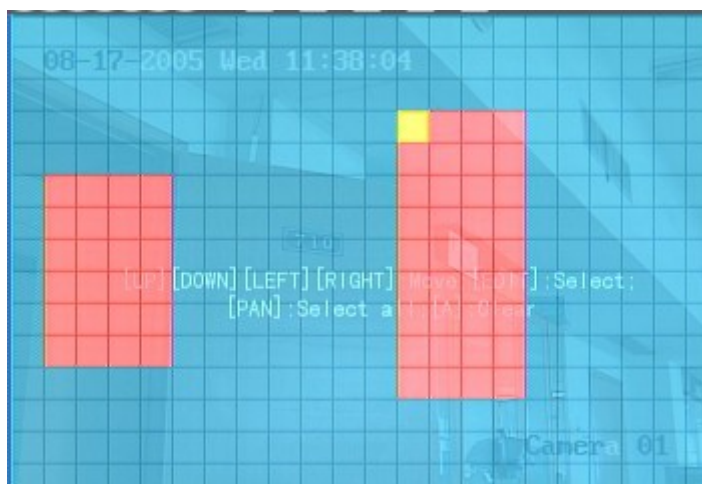 08-17-2005 Wed 11:38:04
[UP][DOWN][LEFT][RIGHT]:Move [EDIT]:Select;
[PAN]:Select all;[A]:Clear
Camera 01